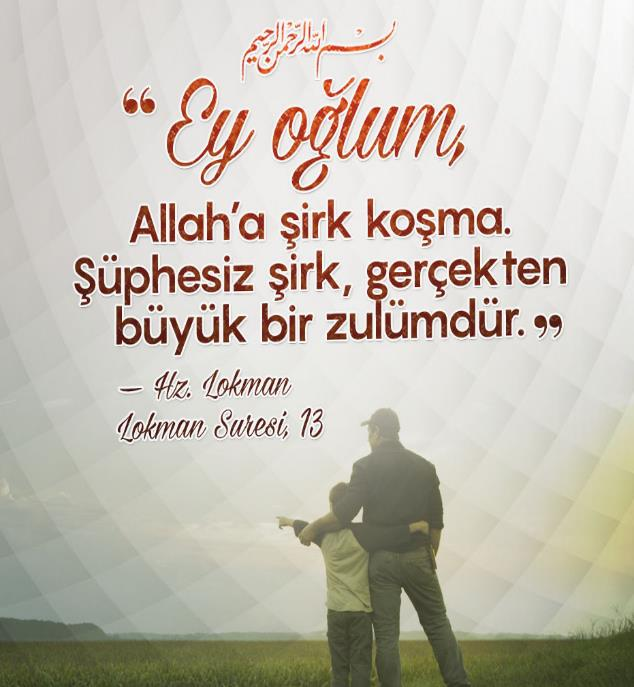 بسم الله الرحمن الرحيم
“Ey oğlum,
Allah’a şirk koşma.
Şüphesiz şirk, gerçekten
büyük bir zulümdür.”
– Hz. Lokman
Lokman Suresi, 13